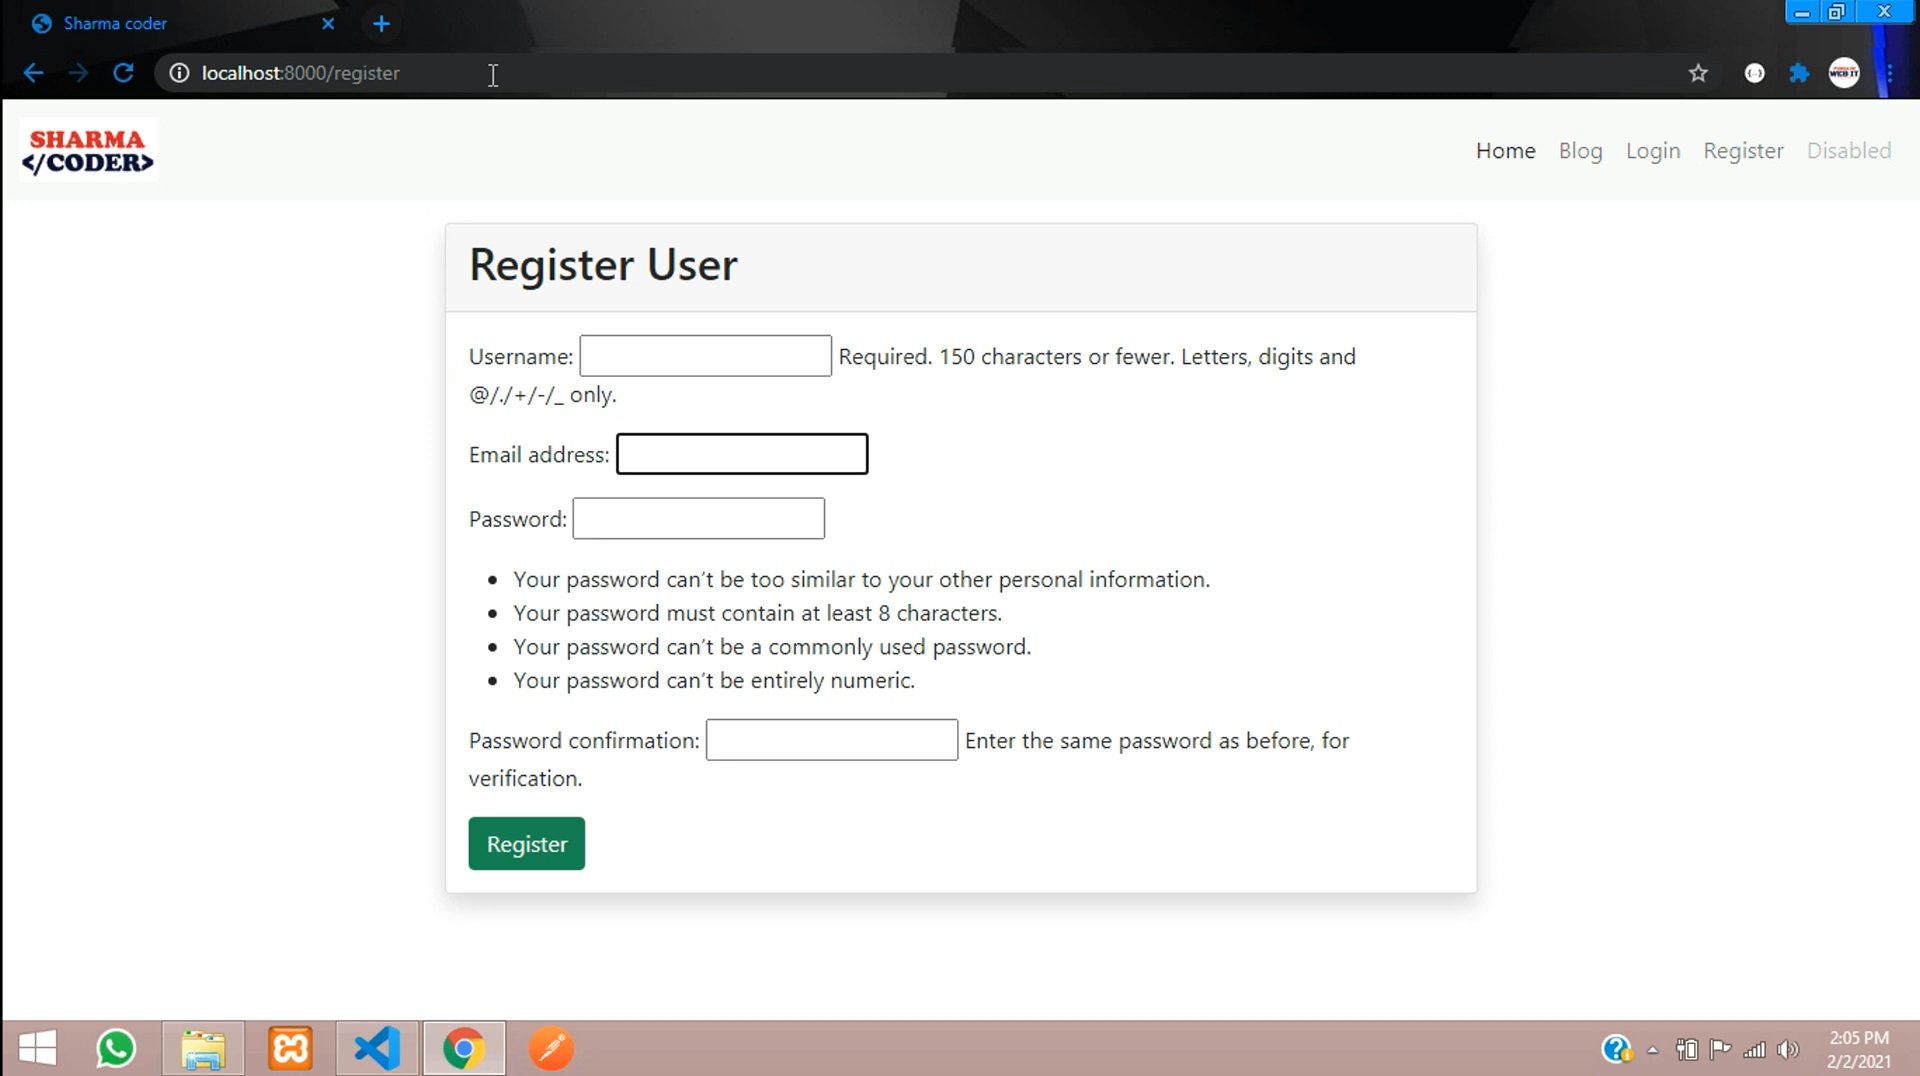 Sharma coder
localhost:8000/register
SHARMA
</CODER>
Home Blog Login Register Disabled
Register User
Username: Required. 150 characters or fewer. Letters, digits and
@/./+/-/_ only.
Email address:
Password:
• Your password can’t be too similar to your other personal information.
• Your password must contain at least 8 characters.
• Your password can’t be a commonly used password.
• Your password can’t be entirely numeric.
Password confirmation: Enter the same password as before, for
verification.
Register
2:05 PM
2/2/2021